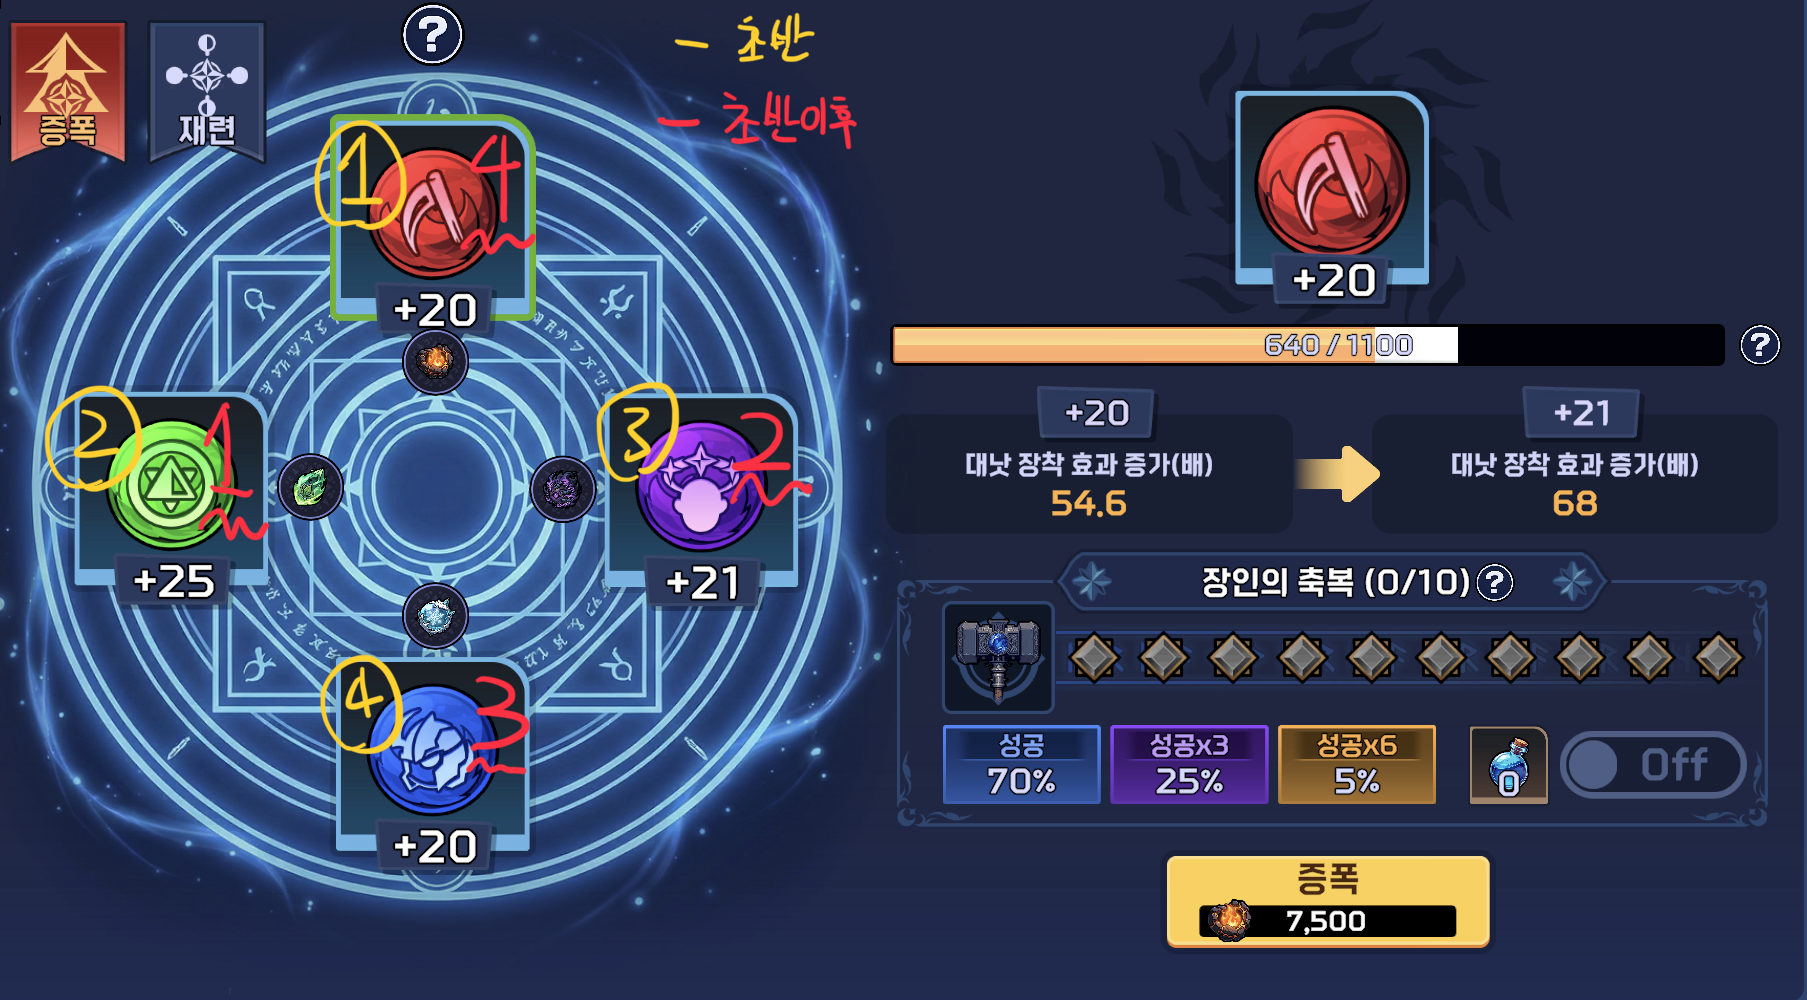 증폭
재련
?
- 초반
- 초반이후
1
4
+20
2
1
+25
3
2
+21
4
3
+20
+20
640 / 1100
?
+20
대낫 장착 효과 증가(배)
54.6
+21
대낫 장착 효과 증가(배)
68
장인의 축복 (0/10)
?
성공
70%
성공x3
25%
성공x6
5%
0
Off
증폭
7,500